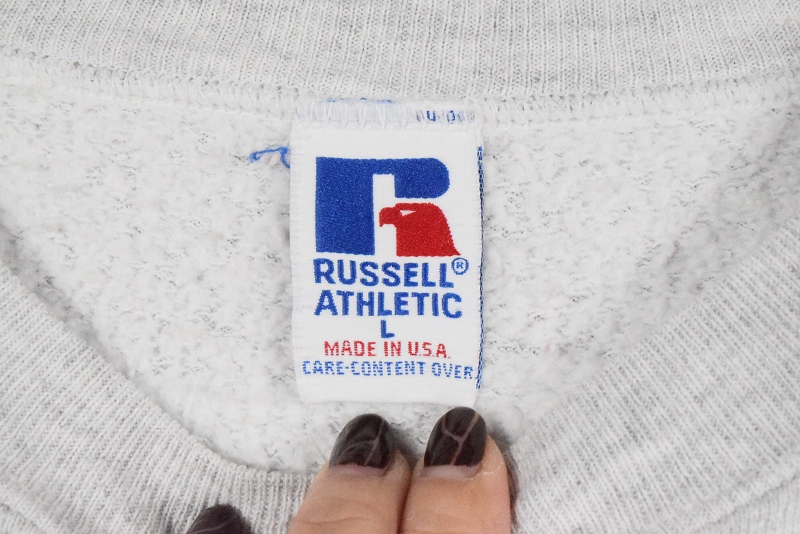 RUSSELL®
ATHLETIC
L
MADE IN U.S.A.
CARE-CONTENT OVER